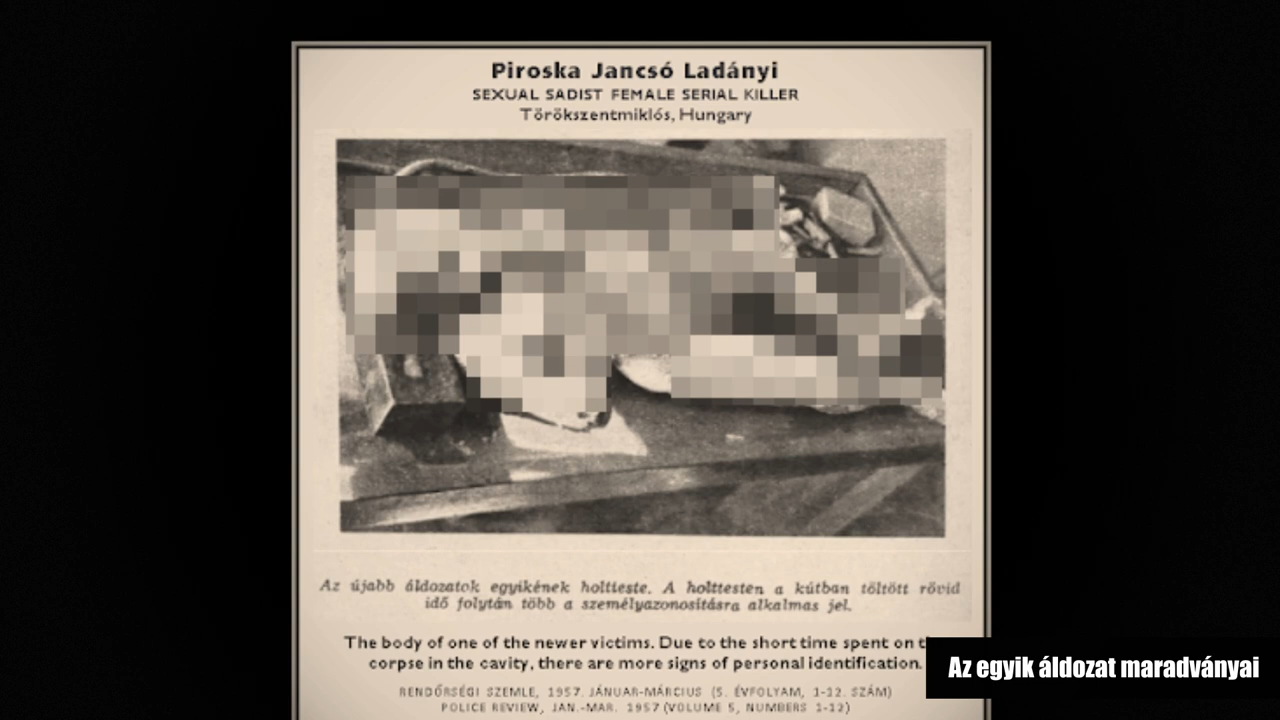 Piroska Jancsó Ladányi
SEXUAL SADIST FEMALE SERIAL KILLER
Törökszentmiklós, Hungary
Az újabb áldozatok egyikének holtteste. A holttesten a kútban töltött rövid
idő folytán több a személyazonosításra alkalmas jel.
The body of one of the newer victims. Due to the short time spent on
corpse in the cavity, there are more signs of personal identification.
RENDŐRSÉGI SZEMLE, 1957. JÁNUAR-MÁRCIUS (5. ÉVFOLYAM, 1-12. SZÁM)
POLICE REVIEW, JAN.-MAR. 1957 (VOLUME 5, NUMBERS 1-12)
Az egyik áldozat maradványai